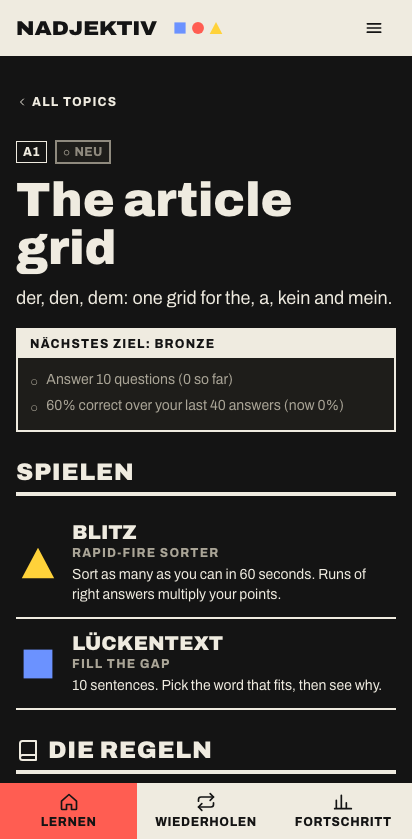 NADJEKTIV
ALL TOPICS
A1 NEU
The article
grid
der, den, dem: one grid for the, a, kein and mein.
NÄCHSTES ZIEL: BRONZE
Answer 10 questions (0 so far)
60% correct over your last 40 answers (now 0%)
SPIELEN
BLITZ
RAPID-FIRE SORTER
Sort as many as you can in 60 seconds. Runs of
right answers multiply your points.
LÜCKENTEXT
FILL THE GAP
10 sentences. Pick the word that fits, then see why.
DIE REGELN
LERNEN WIEDERHOLEN FORTSCHRITT